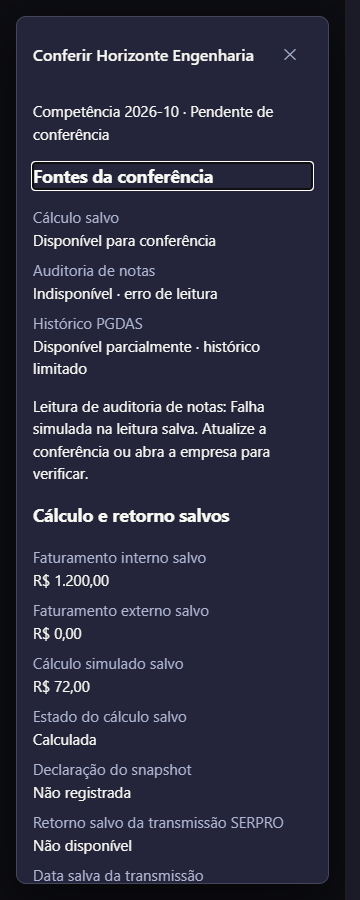 Conferir Horizonte Engenharia
Competência 2026-10 · Pendente de
conferência
Fontes da conferência
Cálculo salvo
Disponível para conferência
Auditoria de notas
Indisponível · erro de leitura
Histórico PGDAS
Disponível parcialmente · histórico
limitado
Leitura de auditoria de notas: Falha
simulada na leitura salva. Atualize a
conferência ou abra a empresa para
verificar.
Cálculo e retorno salvos
Faturamento interno salvo
R$ 1.200,00
Faturamento externo salvo
R$ 0,00
Cálculo simulado salvo
R$ 72,00
Estado do cálculo salvo
Calculada
Declaração do snapshot
Não registrada
Retorno salvo da transmissão SERPRO
Não disponível
Data salva da transmissão